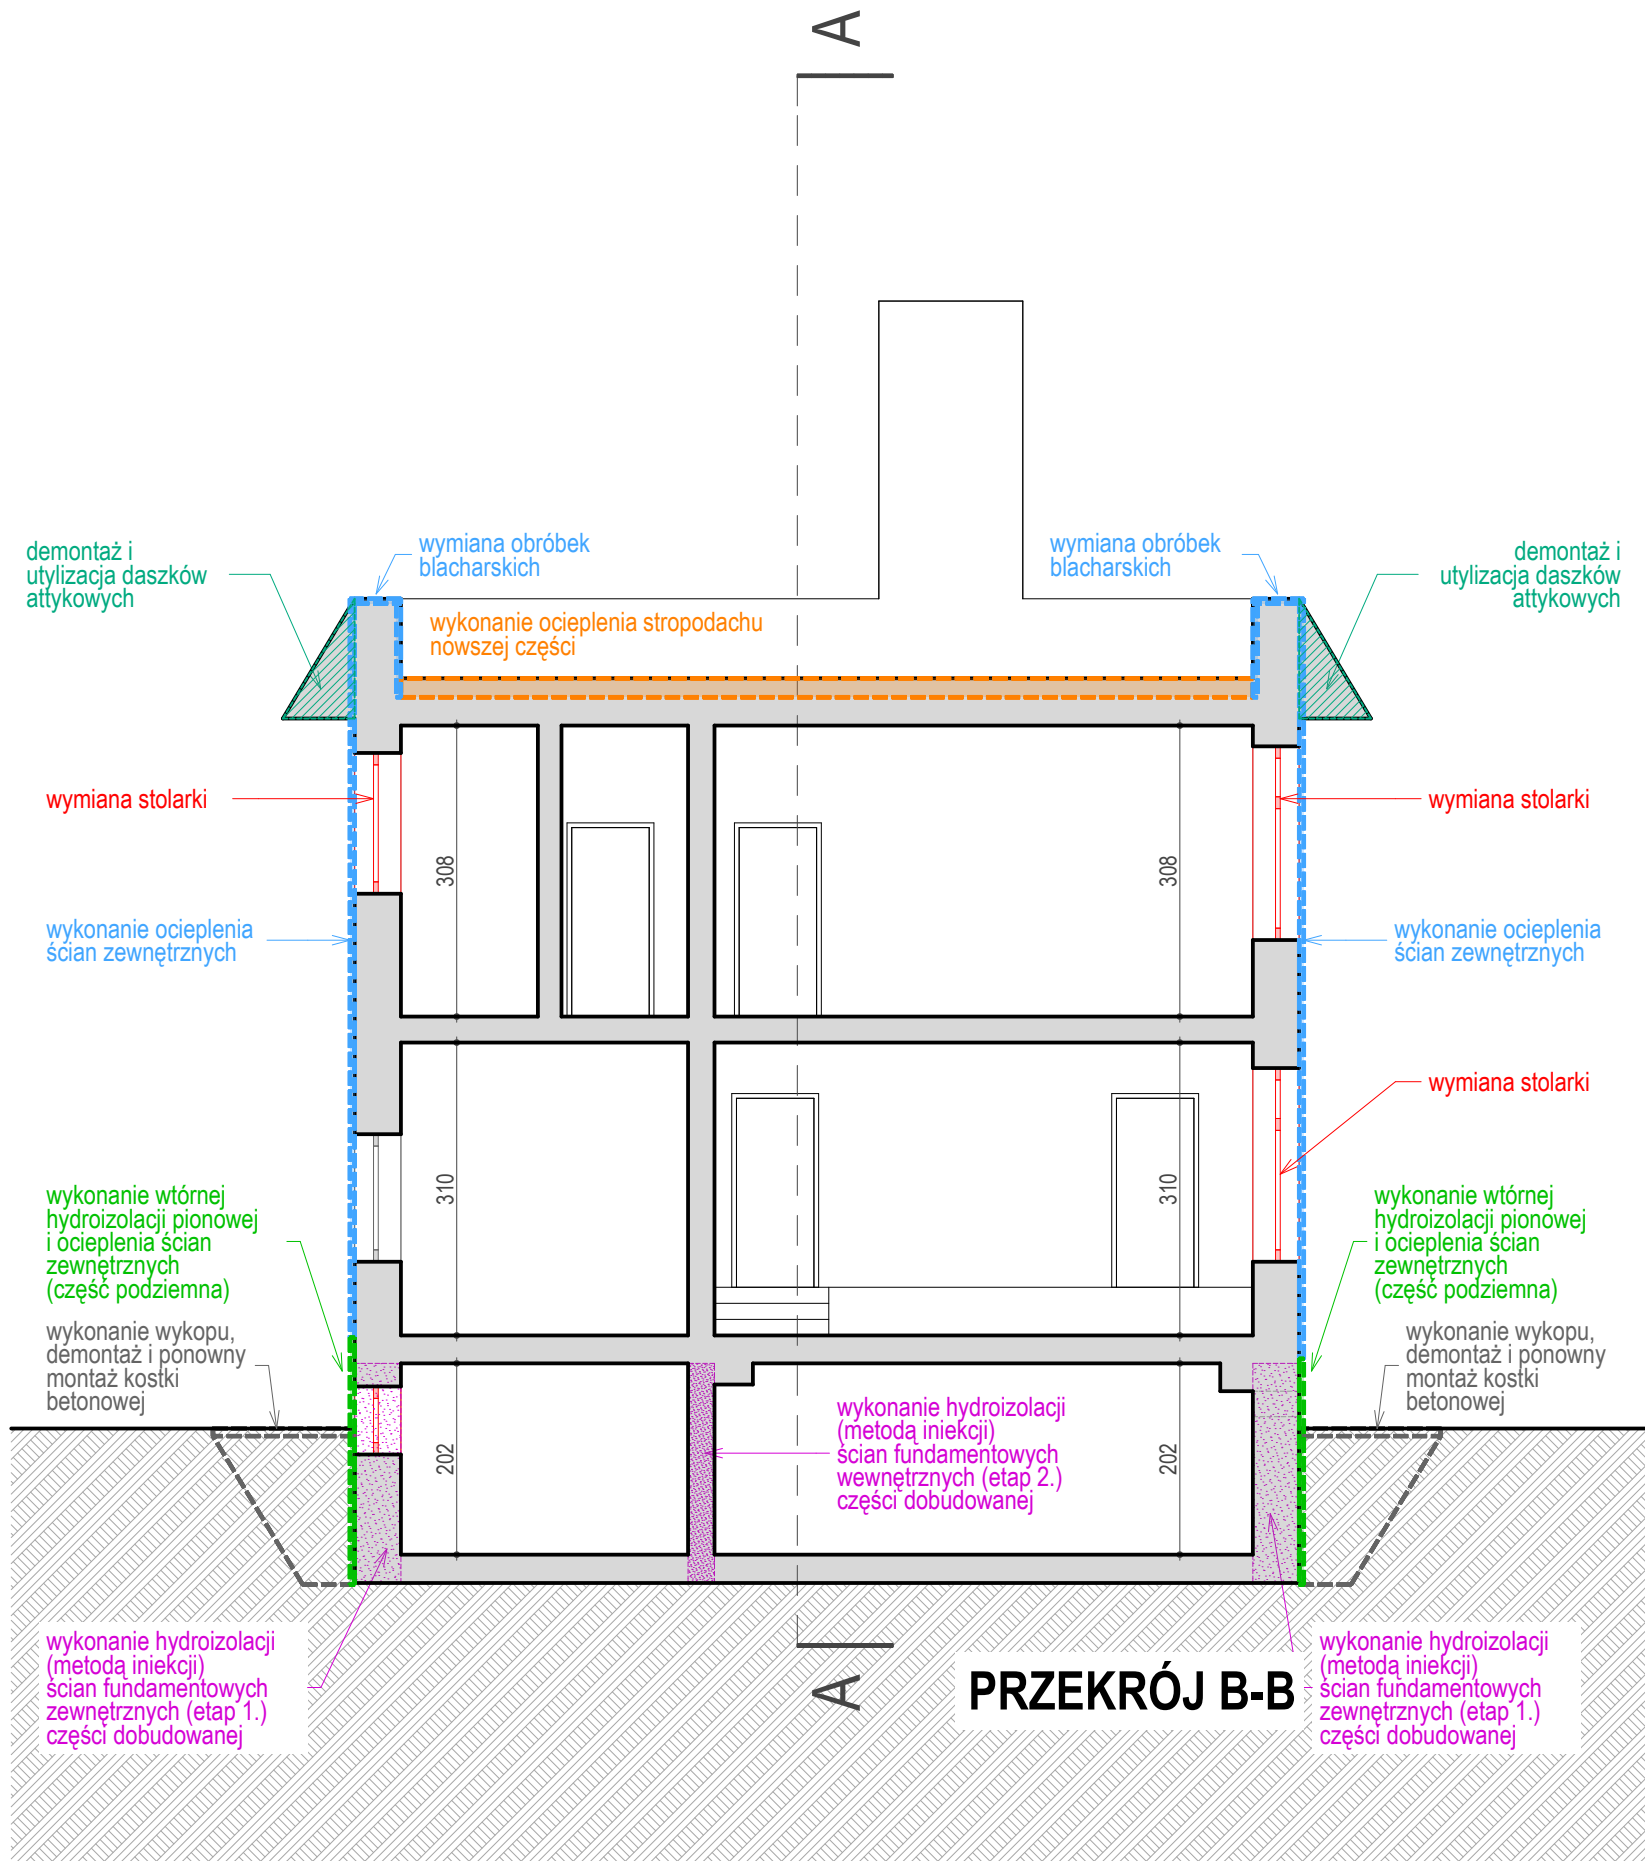 A
wymiana obróbek
blacharskich
wymiana obróbek
blacharskich
demontaż i
utylizacja daszków
attykowych
demontaż i
utylizacja daszków
attykowych
wykonanie ocieplenia stropodachu
nowszej części
wymiana stolarki
wymiana stolarki
308
308
wykonanie ocieplenia
ścian zewnętrznych
wykonanie ocieplenia
ścian zewnętrznych
wymiana stolarki
310
310
wykonanie wtórnej
hydroizolacji pionowej
i ocieplenia ścian
zewnętrznych
(część podziemna)
wykonanie wtórnej
hydroizolacji pionowej
i ocieplenia ścian
zewnętrznych
(część podziemna)
wykonanie wykopu,
demontaż i ponowny
montaż kostki
betonowej
wykonanie wykopu,
demontaż i ponowny
montaż kostki
betonowej
202
wykonanie hydroizolacji
(metodą iniekcji)
ścian fundamentowych
wewnętrznych (etap 2.)
części dobudowanej
202
wykonanie hydroizolacji
(metodą iniekcji)
ścian fundamentowych
zewnętrznych (etap 1.)
części dobudowanej
A
PRZEKRÓJ B-B
wykonanie hydroizolacji
(metodą iniekcji)
ścian fundamentowych
zewnętrznych (etap 1.)
części dobudowanej